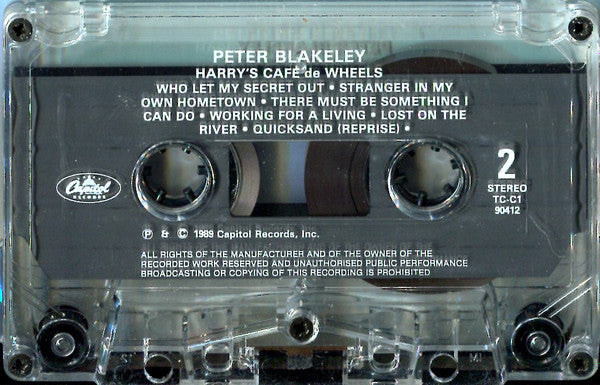 PETER BLAKELEY
HARRY'S CAFÉ de WHEELS
WHO LET MY SECRET OUT • STRANGER IN MY
OWN HOMETOWN • THERE MUST BE SOMETHING I
CAN DO • WORKING FOR A LIVING • LOST ON THE
RIVER • QUICKSAND (REPRISE) •
Capitol
RECORDS
2
STEREO
TC-C1
90412
℗ & © 1989 Capitol Records, Inc.
ALL RIGHTS OF THE MANUFACTURER AND OF THE OWNER OF THE
RECORDED WORK RESERVED AND UNAUTHORISED PUBLIC PERFORMANCE
BROADCASTING OR COPYING OF THIS RECORDING IS PROHIBITED